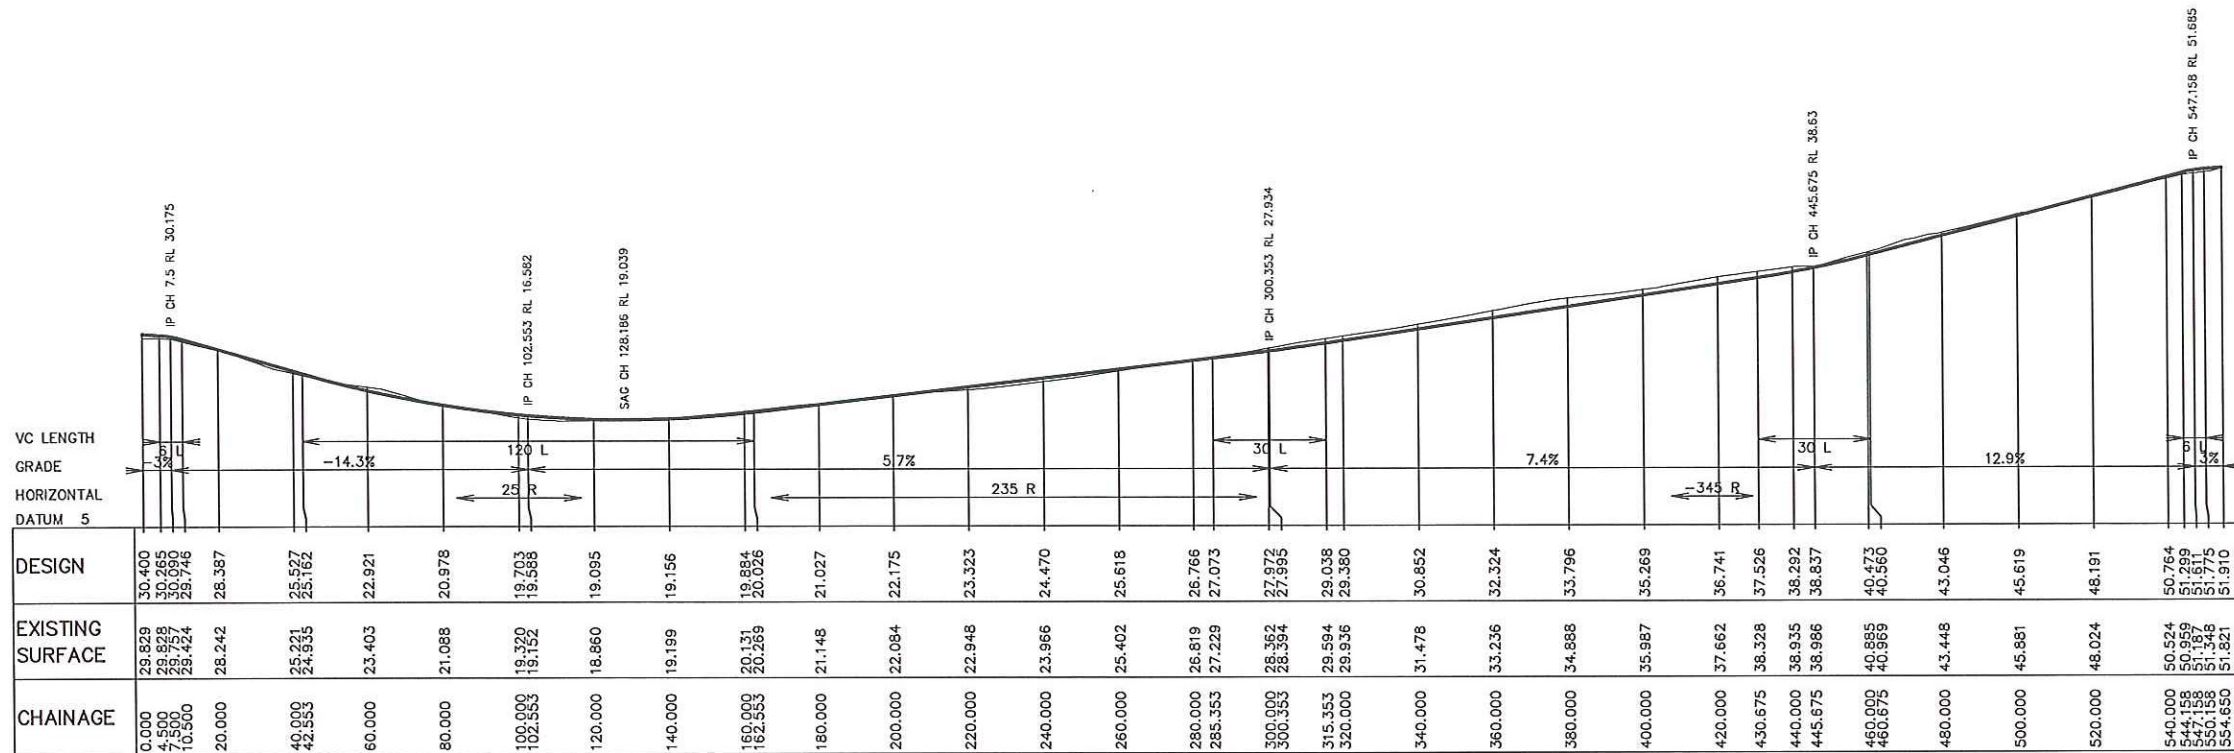 IP CH 7.5 RL 30.175
IP CH 102.553 RL 16.582
SAG CH 128.186 RL 19.039
IP CH 300.353 RL 27.934
IP CH 445.675 RL 38.63
IP CH 547.158 RL 51.685
VC LENGTH 6 L 120 L 30 L 30 L 6 L
GRADE -3% -14.3% 5.7% 7.4% 12.9% 3%
HORIZONTAL 25 R 235 R -345 R
DATUM 5
DESIGN 30.400 30.265 30.090 29.746 28.387 25.527 25.162 22.921 20.978 19.703 19.588 19.095 19.156 19.884 20.026 21.027 22.175 23.323 24.470 25.618 26.766 27.073 27.972 27.995 29.038 29.380 30.852 32.324 33.796 35.269 36.741 37.526 38.292 38.837 40.473 40.560 43.046 45.619 48.191 50.764 51.299 51.611 51.775 51.910
EXISTING SURFACE 29.829 29.828 29.757 29.424 28.242 25.221 24.935 23.403 21.088 19.320 19.152 18.860 19.199 20.131 20.269 21.148 22.084 22.948 23.966 25.402 26.819 27.229 28.362 28.394 29.594 29.936 31.478 33.236 34.888 35.987 37.662 38.328 38.935 38.986 40.885 40.969 43.448 45.881 48.024 50.524 50.959 51.187 51.348 51.821
CHAINAGE 0.000 4.500 7.500 10.500 20.000 40.000 42.553 60.000 80.000 100.000 102.553 120.000 140.000 160.000 162.553 180.000 200.000 220.000 240.000 260.000 280.000 285.353 300.000 300.353 315.353 320.000 340.000 360.000 380.000 400.000 420.000 430.675 440.000 445.675 460.000 460.675 480.000 500.000 520.000 540.000 544.158 547.158 550.158 554.650